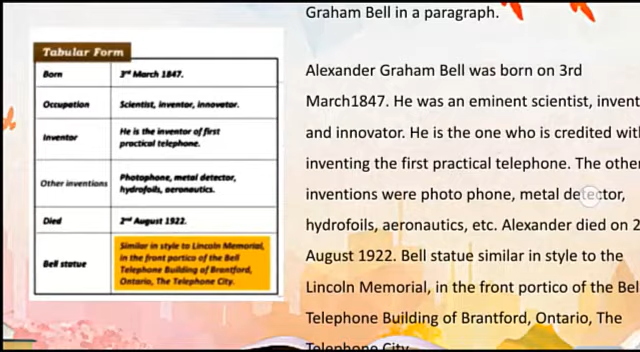 Graham Bell in a paragraph.
Tabular Form
Born 3rd March 1847.
Occupation Scientist, inventor, innovator.
Inventor He is the inventor of first
practical telephone.
Other inventions Photophone, metal detector,
hydrofoils, aeronautics.
Died 2nd August 1922.
Bell statue Similar in style to Lincoln Memorial,
in the front portico of the Bell
Telephone Building of Brantford,
Ontario, The Telephone City.
Alexander Graham Bell was born on 3rd
March1847. He was an eminent scientist, invent
and innovator. He is the one who is credited wit
inventing the first practical telephone. The other
inventions were photo phone, metal detector,
hydrofoils, aeronautics, etc. Alexander died on 2
August 1922. Bell statue similar in style to the
Lincoln Memorial, in the front portico of the Bel
Telephone Building of Brantford, Ontario, The
Telephone City